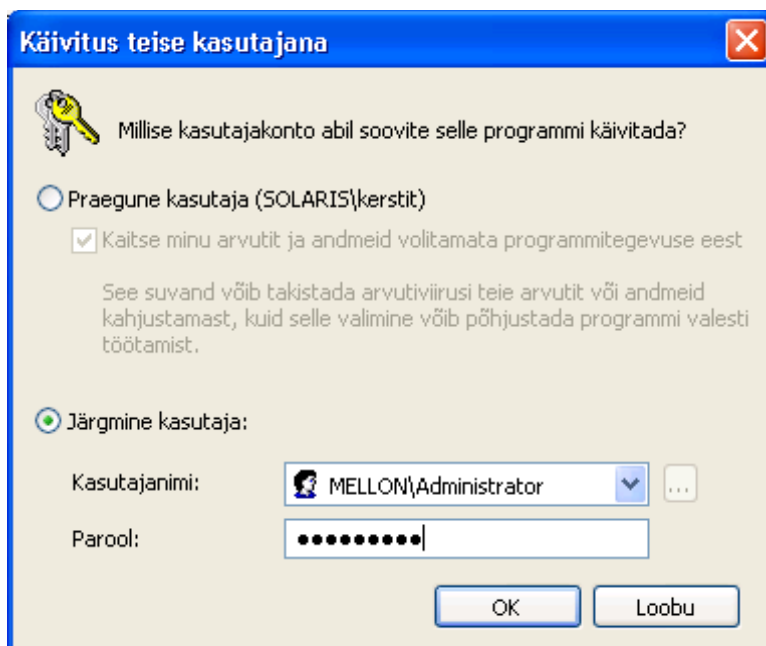 Käivitus teise kasutajana
Millise kasutajakonto abil soovite selle programmi käivitada?
Praegune kasutaja (SOLARIS\kerstit)
Kaitse minu arvutit ja andmeid volitamata programmitegevuse eest
See suvand võib takistada arvutiviirusi teie arvutit või andmeid
kahjustamast, kuid selle valimine võib põhjustada programmi valesti
töötamist.
Järgmine kasutaja:
Kasutajanimi:
MELLON\Administrator
...
Parool:
●●●●●●●●●
OK
Loobu